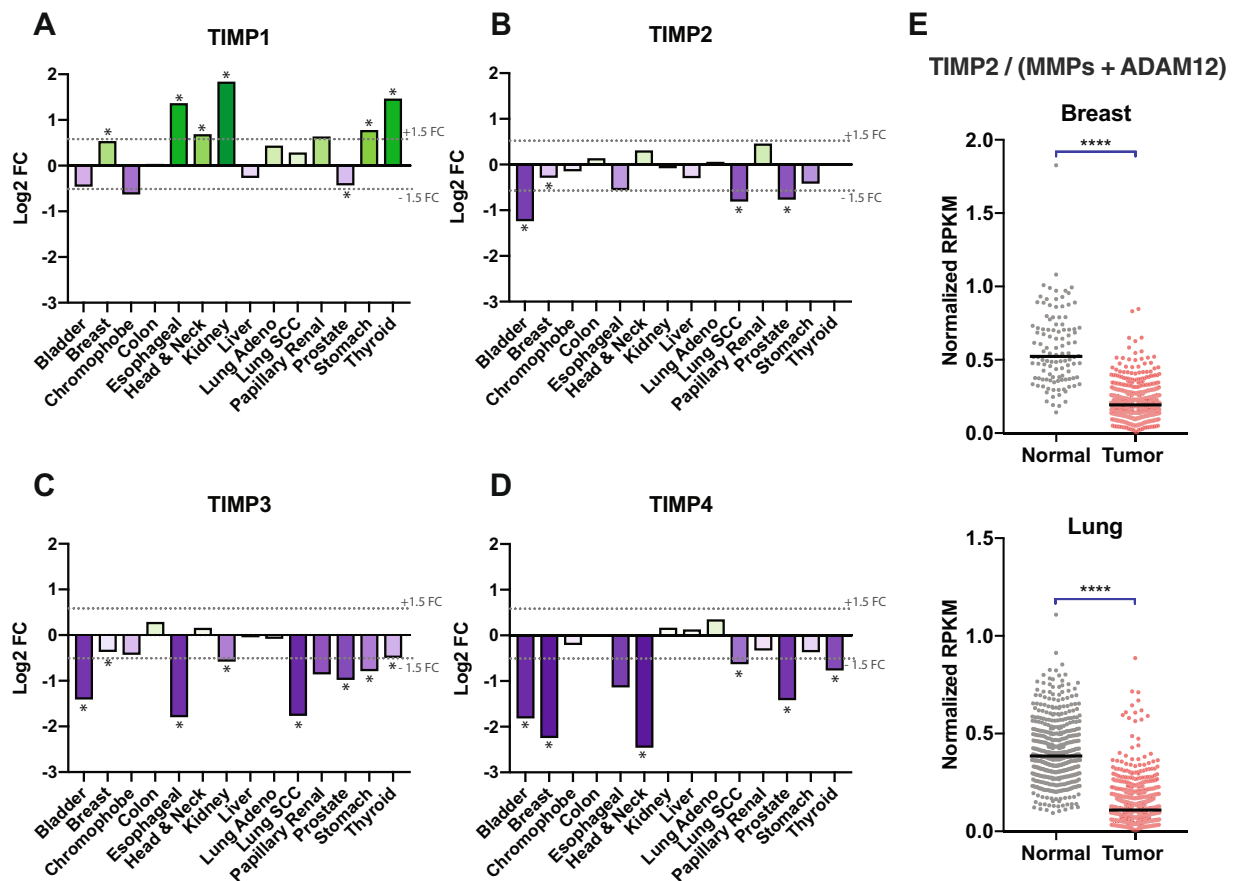 A
TIMP1
Log2 FC
2
1
0
-1
-2
-3
+1.5 FC
- 1.5 FC
* * * * * * * *
Bladder
Breast
Chromophobe
Colon
Esophageal
Head & Neck
Kidney
Liver
Lung Adeno
Lung SCC
Papillary Renal
Prostate
Stomach
Thyroid
B
TIMP2
Log2 FC
2
1
0
-1
-2
-3
+1.5 FC
- 1.5 FC
* * * *
Bladder
Breast
Chromophobe
Colon
Esophageal
Head & Neck
Kidney
Liver
Lung Adeno
Lung SCC
Papillary Renal
Prostate
Stomach
Thyroid
C
TIMP3
Log2 FC
2
1
0
-1
-2
-3
+1.5 FC
- 1.5 FC
* * * * * * * *
Bladder
Breast
Chromophobe
Colon
Esophageal
Head & Neck
Kidney
Liver
Lung Adeno
Lung SCC
Papillary Renal
Prostate
Stomach
Thyroid
D
TIMP4
Log2 FC
2
1
0
-1
-2
-3
+1.5 FC
- 1.5 FC
* * * * * *
Bladder
Breast
Chromophobe
Colon
Esophageal
Head & Neck
Kidney
Liver
Lung Adeno
Lung SCC
Papillary Renal
Prostate
Stomach
Thyroid
E
TIMP2 / (MMPs + ADAM12)
Breast
Normalized RPKM
2.0
1.5
1.0
0.5
0.0
****
Normal Tumor
Lung
Normalized RPKM
1.5
1.0
0.5
0.0
****
Normal Tumor